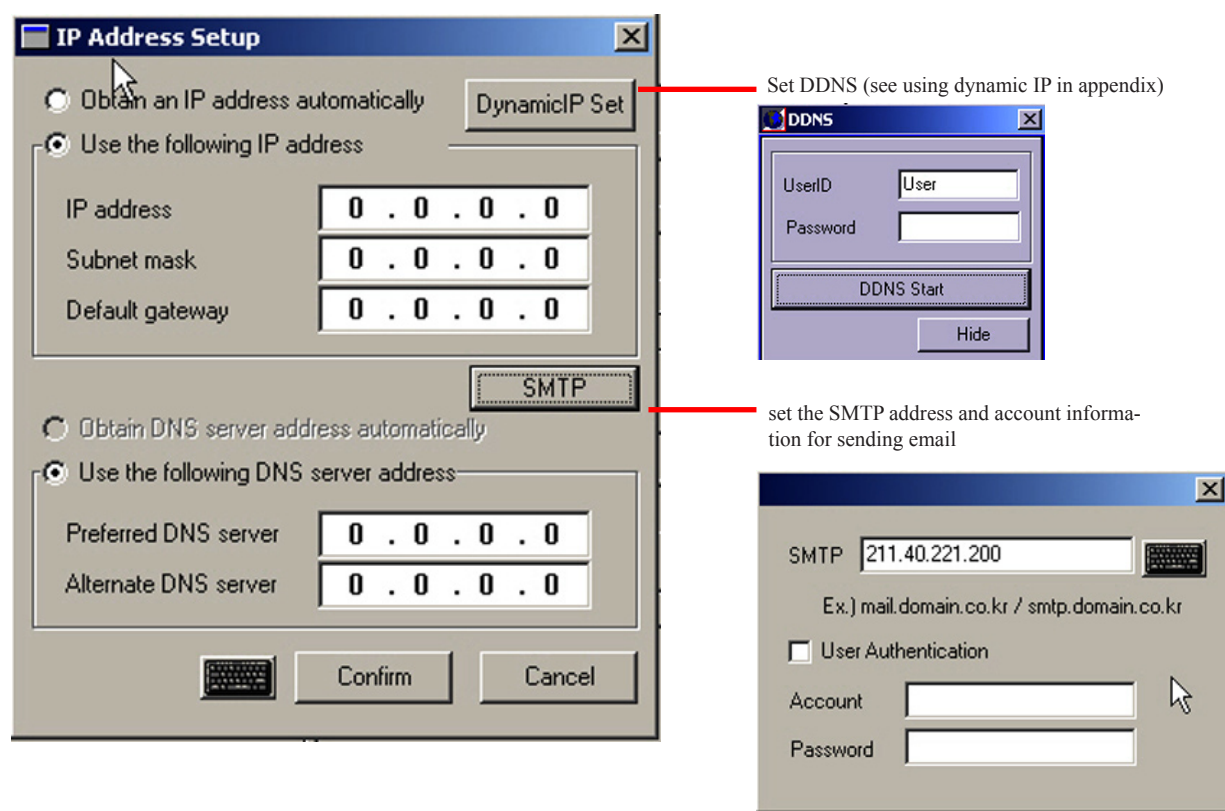 IP Address Setup
Obtain an IP address automatically
DynamicIP Set
Use the following IP address
IP address 0 . 0 . 0 . 0
Subnet mask 0 . 0 . 0 . 0
Default gateway 0 . 0 . 0 . 0
SMTP
Obtain DNS server address automatically
Use the following DNS server address
Preferred DNS server 0 . 0 . 0 . 0
Alternate DNS server 0 . 0 . 0 . 0
Confirm Cancel
Set DDNS (see using dynamic IP in appendix)
DDNS
UserID User
Password
DDNS Start
Hide
set the SMTP address and account informa-
tion for sending email
SMTP 211.40.221.200
Ex.) mail.domain.co.kr / smtp.domain.co.kr
User Authentication
Account
Password